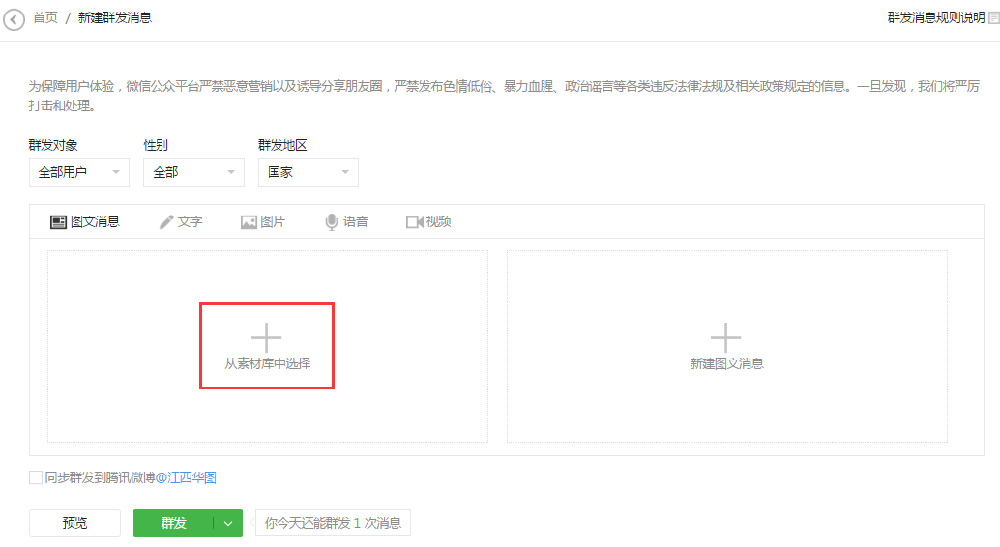 首页 / 新建群发消息
群发消息规则说明
为保障用户体验，微信公众平台严禁恶意营销以及诱导分享朋友圈，严禁发布色情低俗、暴力血腥、政治谣言等各类违反法律法规及相关政策规定的信息。一旦发现，我们将严厉
打击和处理。
群发对象 性别 群发地区
全部用户 全部 国家
图文消息 文字 图片 语音 视频
从素材库中选择 新建图文消息
同步群发到腾讯微博@江西华图
预览 群发 你今天还能群发 1 次消息